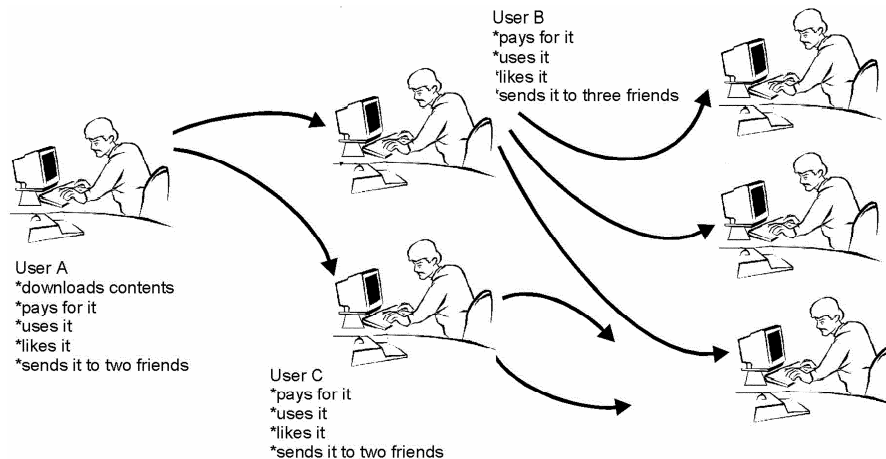 User B
*pays for it
*uses it
'likes it
'sends it to three friends
User A
*downloads contents
*pays for it
*uses it
*likes it
*sends it to two friends
User C
*pays for it
*uses it
*likes it
*sends it to two friends